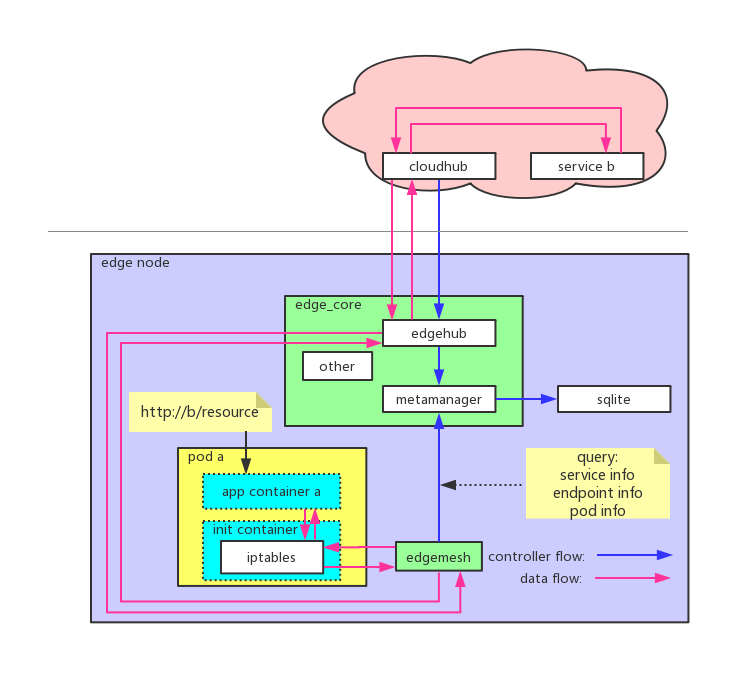 cloudhub
service b
edge node
edge_core
edgehub
other
metamanager
sqlite
http://b/resource
pod a
app container a
init container
iptables
edgemesh
query:
service info
endpoint info
pod info
controller flow:
data flow: